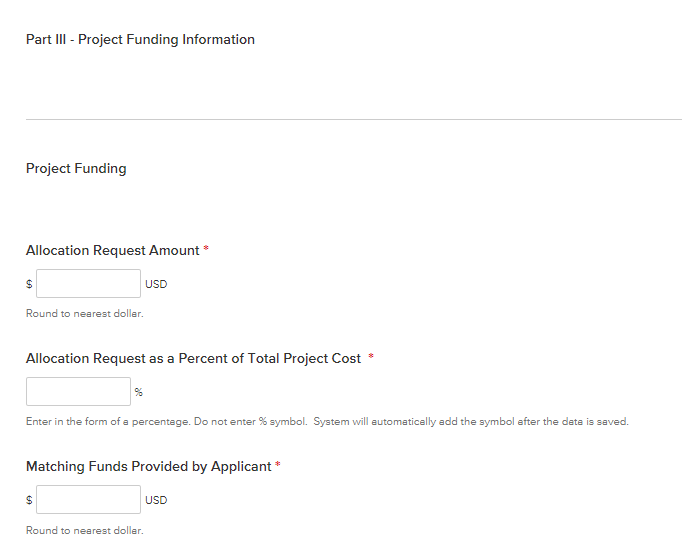 Part III - Project Funding Information
Project Funding
Allocation Request Amount *
$ USD
Round to nearest dollar.
Allocation Request as a Percent of Total Project Cost *
%
Enter in the form of a percentage. Do not enter % symbol. System will automatically add the symbol after the data is saved.
Matching Funds Provided by Applicant *
$ USD
Round to nearest dollar.